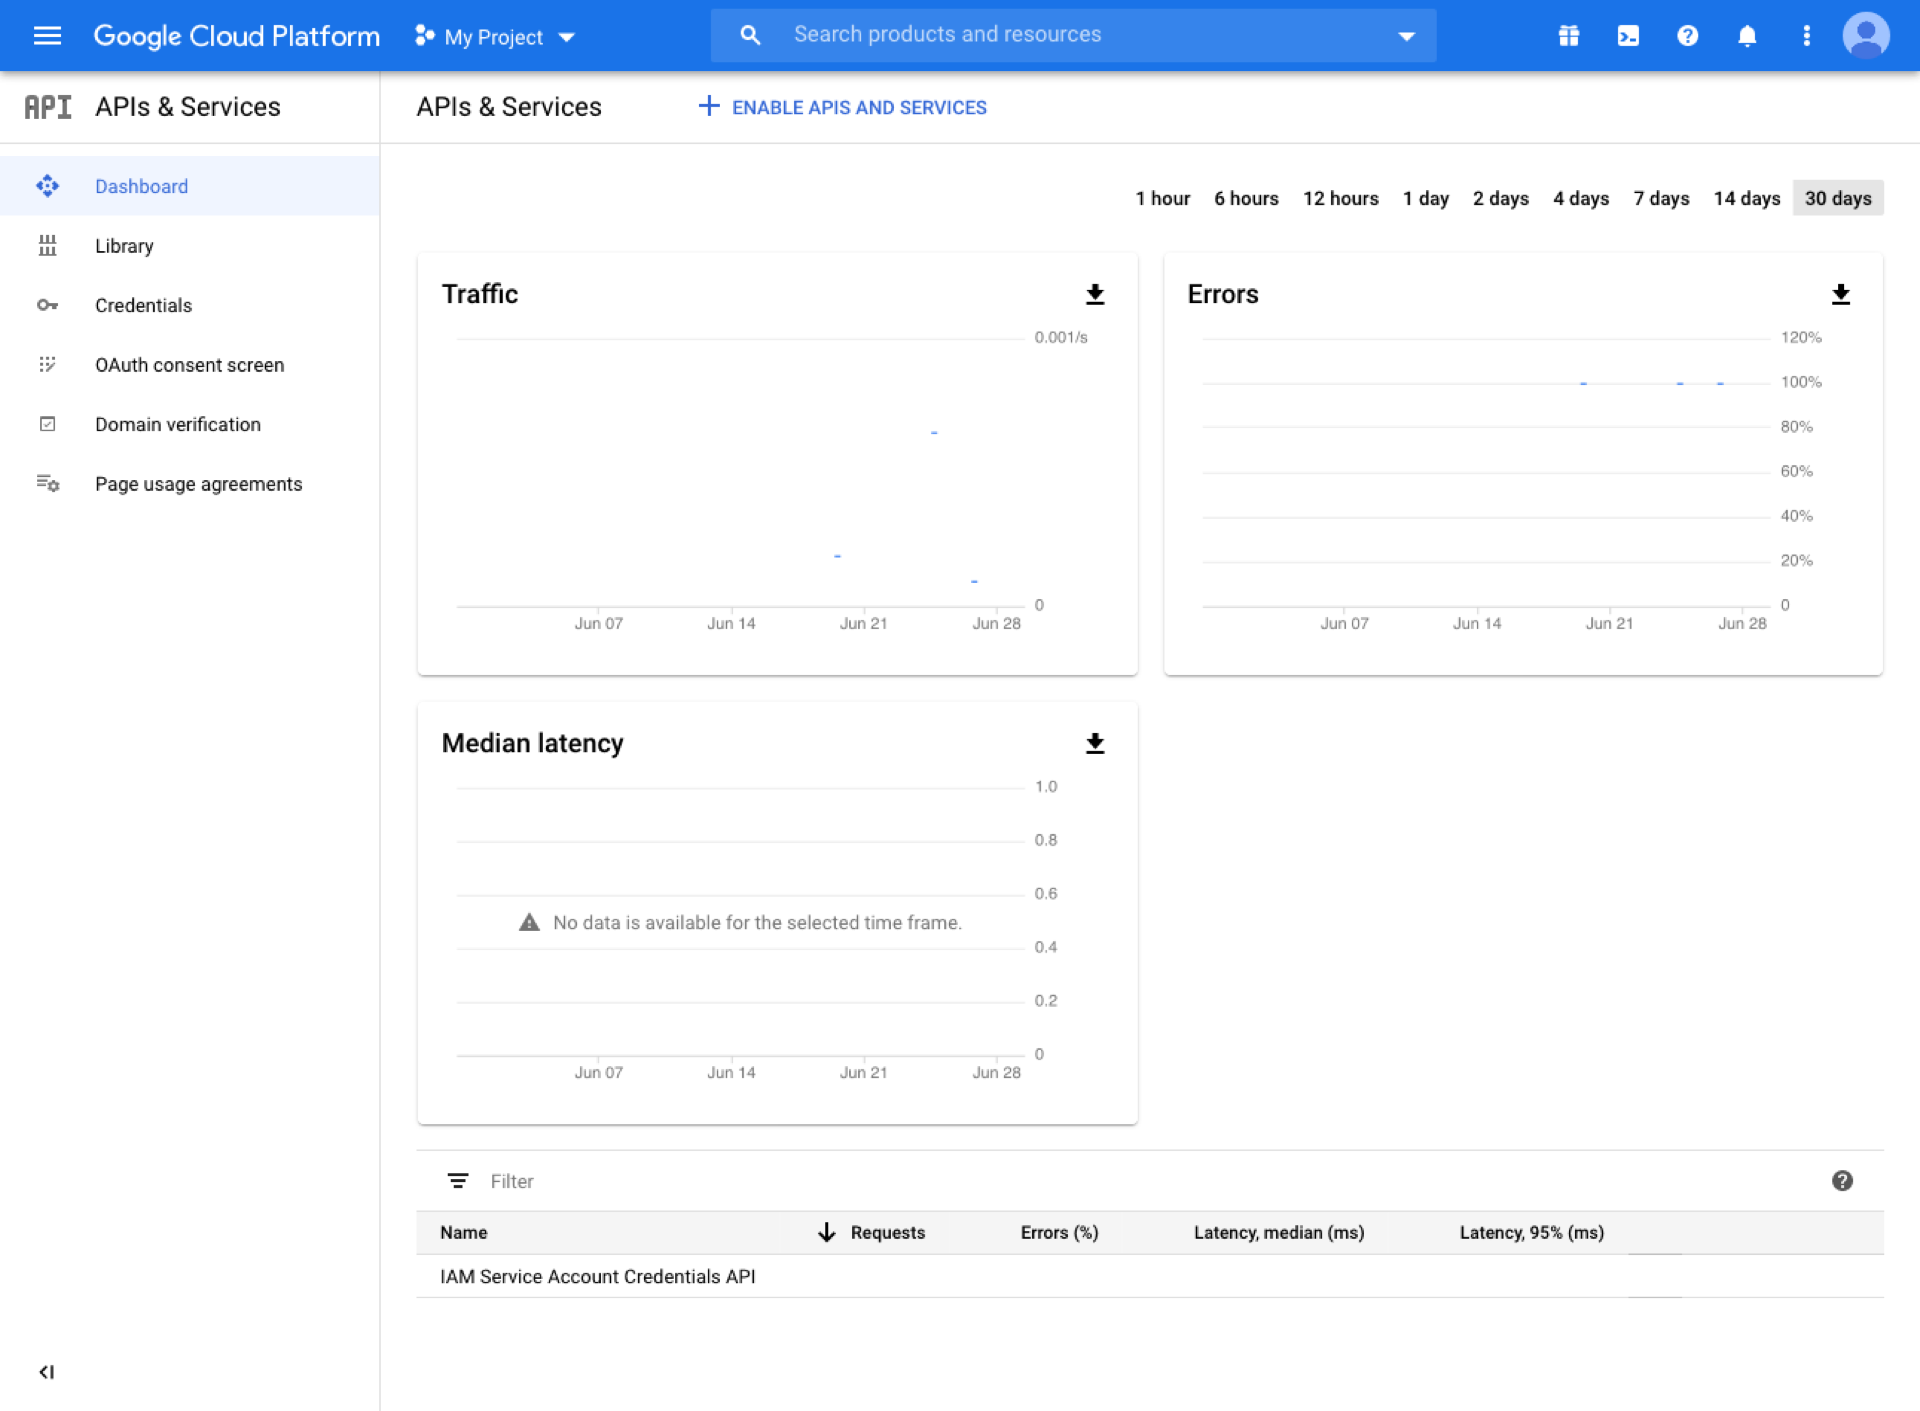 Google Cloud Platform My Project Search products and resources
API APIs & Services
APIs & Services ENABLE APIS AND SERVICES
Dashboard
Library
Credentials
OAuth consent screen
Domain verification
Page usage agreements
1 hour 6 hours 12 hours 1 day 2 days 4 days 7 days 14 days 30 days
Traffic
0.001/s
0
Jun 07 Jun 14 Jun 21 Jun 28
Errors
120%
100%
80%
60%
40%
20%
0
Jun 07 Jun 14 Jun 21 Jun 28
Median latency
1.0
0.8
0.6
No data is available for the selected time frame.
0.4
0.2
0
Jun 07 Jun 14 Jun 21 Jun 28
Filter
Name Requests Errors (%) Latency, median (ms) Latency, 95% (ms)
IAM Service Account Credentials API